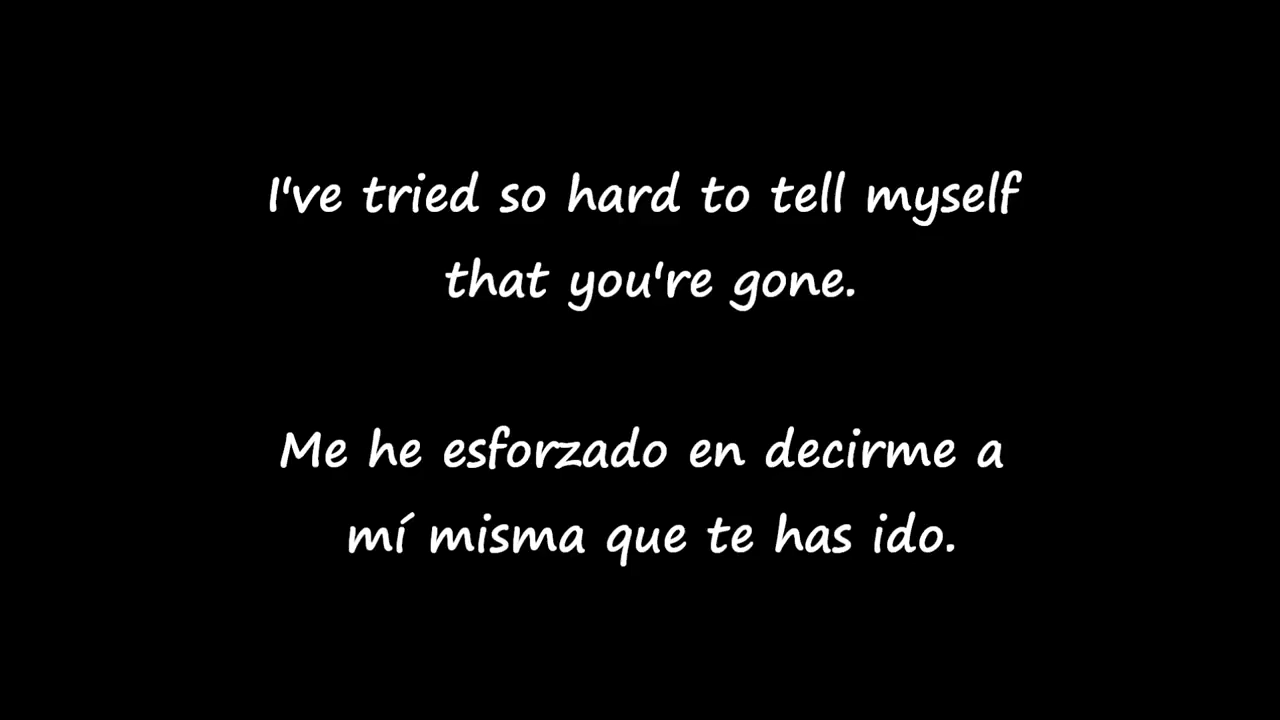 I've tried so hard to tell myself
that you're gone.
Me he esforzado en decirme a
mí misma que te has ido.